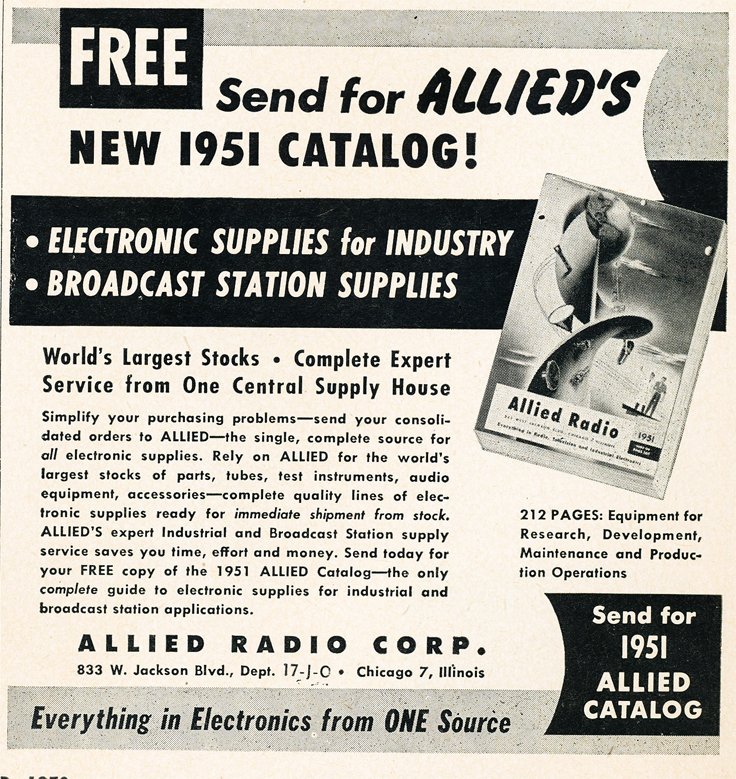 FREE
Send for ALLIED'S
NEW 1951 CATALOG!
• ELECTRONIC SUPPLIES for INDUSTRY
• BROADCAST STATION SUPPLIES
World's Largest Stocks • Complete Expert
Service from One Central Supply House
Simplify your purchasing problems—send your consoli-
dated orders to ALLIED—the single, complete source for
all electronic supplies. Rely on ALLIED for the world's
largest stocks of parts, tubes, test instruments, audio
equipment, accessories—complete quality lines of elec-
tronic supplies ready for immediate shipment from stock.
ALLIED'S expert Industrial and Broadcast Station supply
service saves you time, effort and money. Send today for
your FREE copy of the 1951 ALLIED Catalog—the only
complete guide to electronic supplies for industrial and
broadcast station applications.
Allied Radio
1951
Everything in Radio, Television and Industrial Electronics
212 PAGES: Equipment for
Research, Development,
Maintenance and Produc-
tion Operations
ALLIED RADIO CORP.
833 W. Jackson Blvd., Dept. 17-J-O • Chicago 7, Illinois
Send for
1951
ALLIED
CATALOG
Everything in Electronics from ONE Source